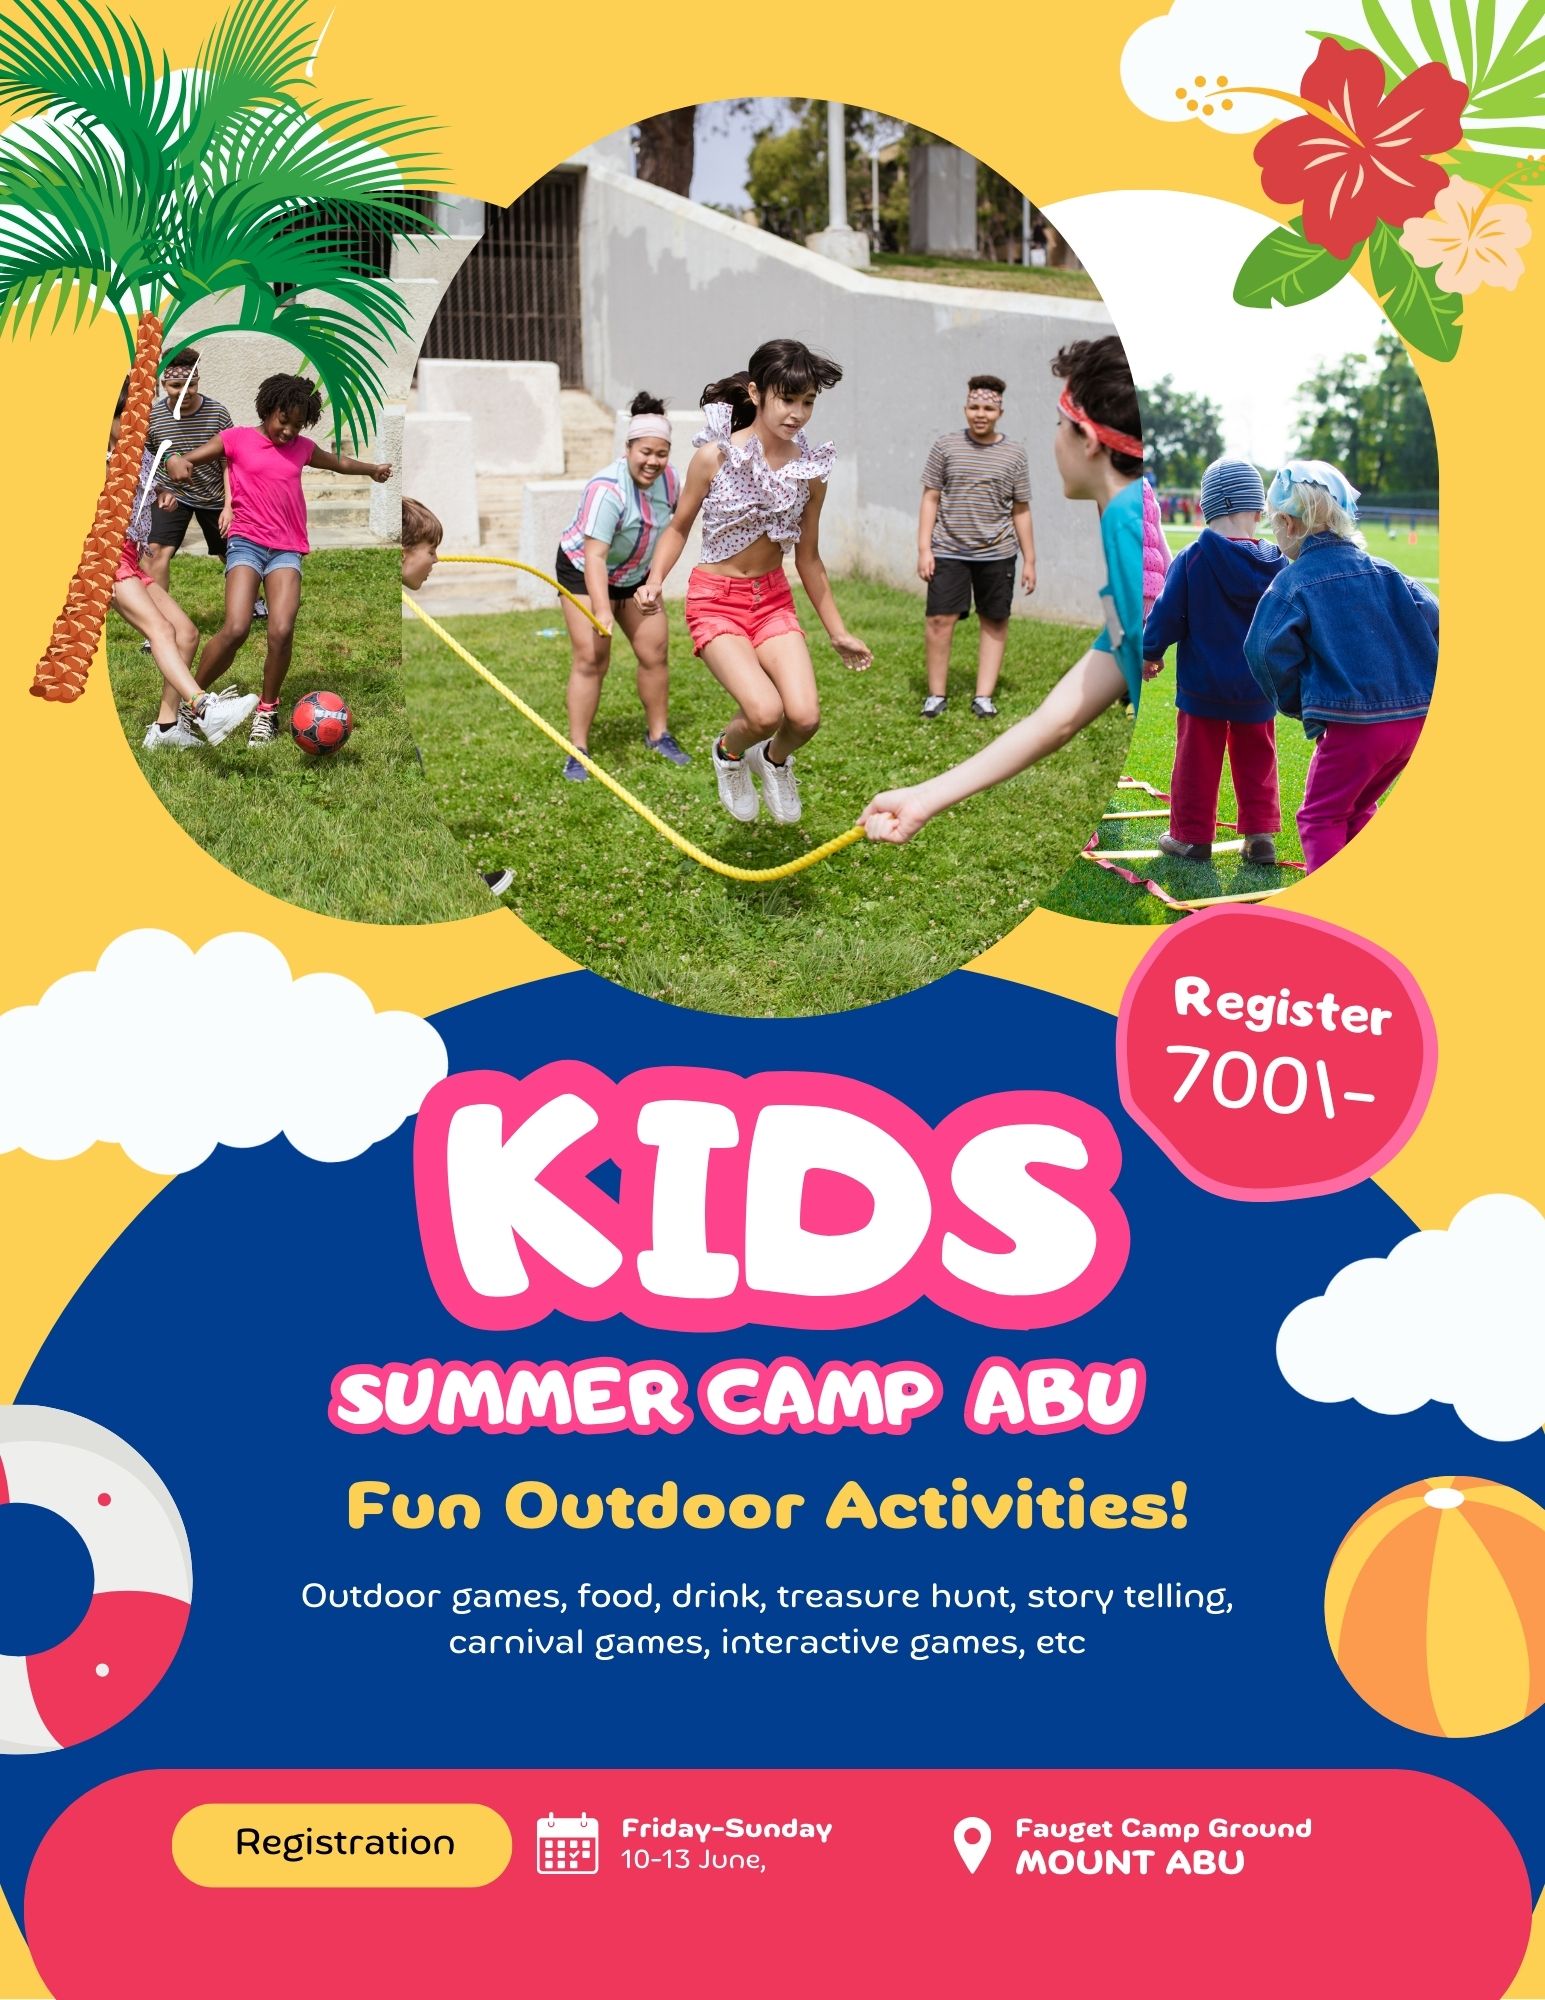 Register
700\-
KIDS
SUMMER CAMP ABU
Fun Outdoor Activities!
Outdoor games, food, drink, treasure hunt, story telling,
carnival games, interactive games, etc
Registration
Friday-Sunday
10-13 June,
Fauget Camp Ground
MOUNT ABU